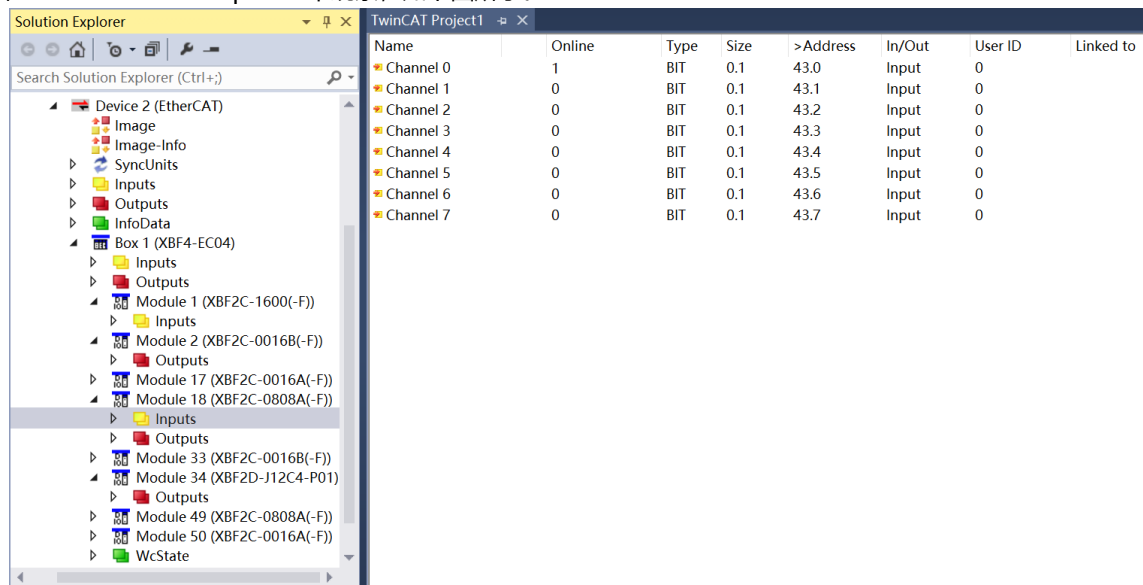 Solution Explorer
Search Solution Explorer (Ctrl+;)
Device 2 (EtherCAT)
Image
Image-Info
SyncUnits
Inputs
Outputs
InfoData
Box 1 (XBF4-EC04)
Inputs
Outputs
Module 1 (XBF2C-1600(-F))
Inputs
Module 2 (XBF2C-0016B(-F))
Outputs
Module 17 (XBF2C-0016A(-F))
Module 18 (XBF2C-0808A(-F))
Inputs
Outputs
Module 33 (XBF2C-0016B(-F))
Module 34 (XBF2D-J12C4-P01)
Outputs
Module 49 (XBF2C-0808A(-F))
Module 50 (XBF2C-0016A(-F))
WcState
TwinCAT Project1
Name Online Type Size >Address In/Out User ID Linked to
Channel 0 1 BIT 0.1 43.0 Input 0
Channel 1 0 BIT 0.1 43.1 Input 0
Channel 2 0 BIT 0.1 43.2 Input 0
Channel 3 0 BIT 0.1 43.3 Input 0
Channel 4 0 BIT 0.1 43.4 Input 0
Channel 5 0 BIT 0.1 43.5 Input 0
Channel 6 0 BIT 0.1 43.6 Input 0
Channel 7 0 BIT 0.1 43.7 Input 0